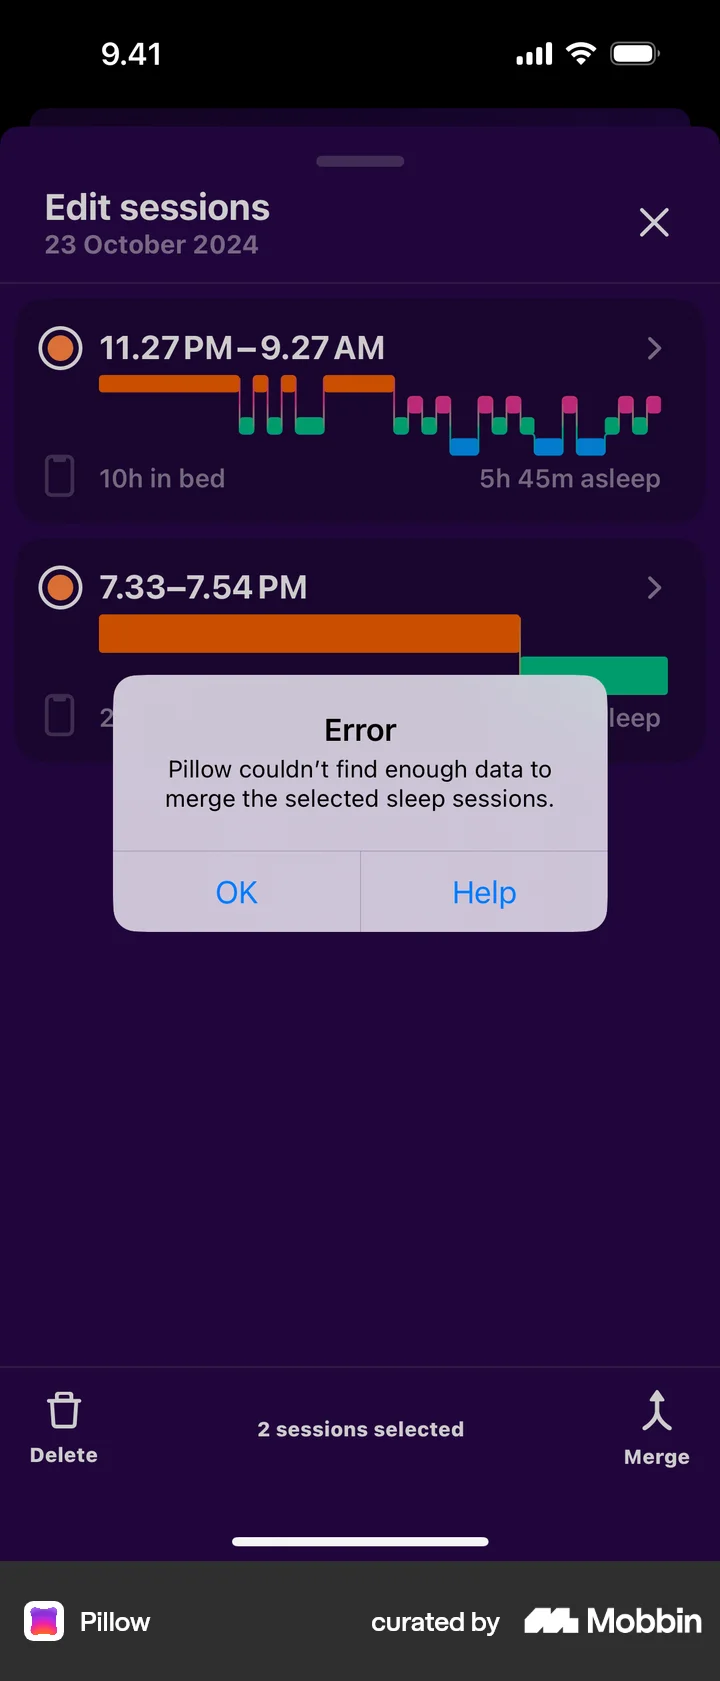 9.41
Edit sessions
23 October 2024
11.27 PM–9.27 AM
10h in bed
5h 45m asleep
7.33–7.54 PM
Error
Pillow couldn’t find enough data to
merge the selected sleep sessions.
OK
Help
Delete
2 sessions selected
Merge
Pillow
curated by
Mobbin